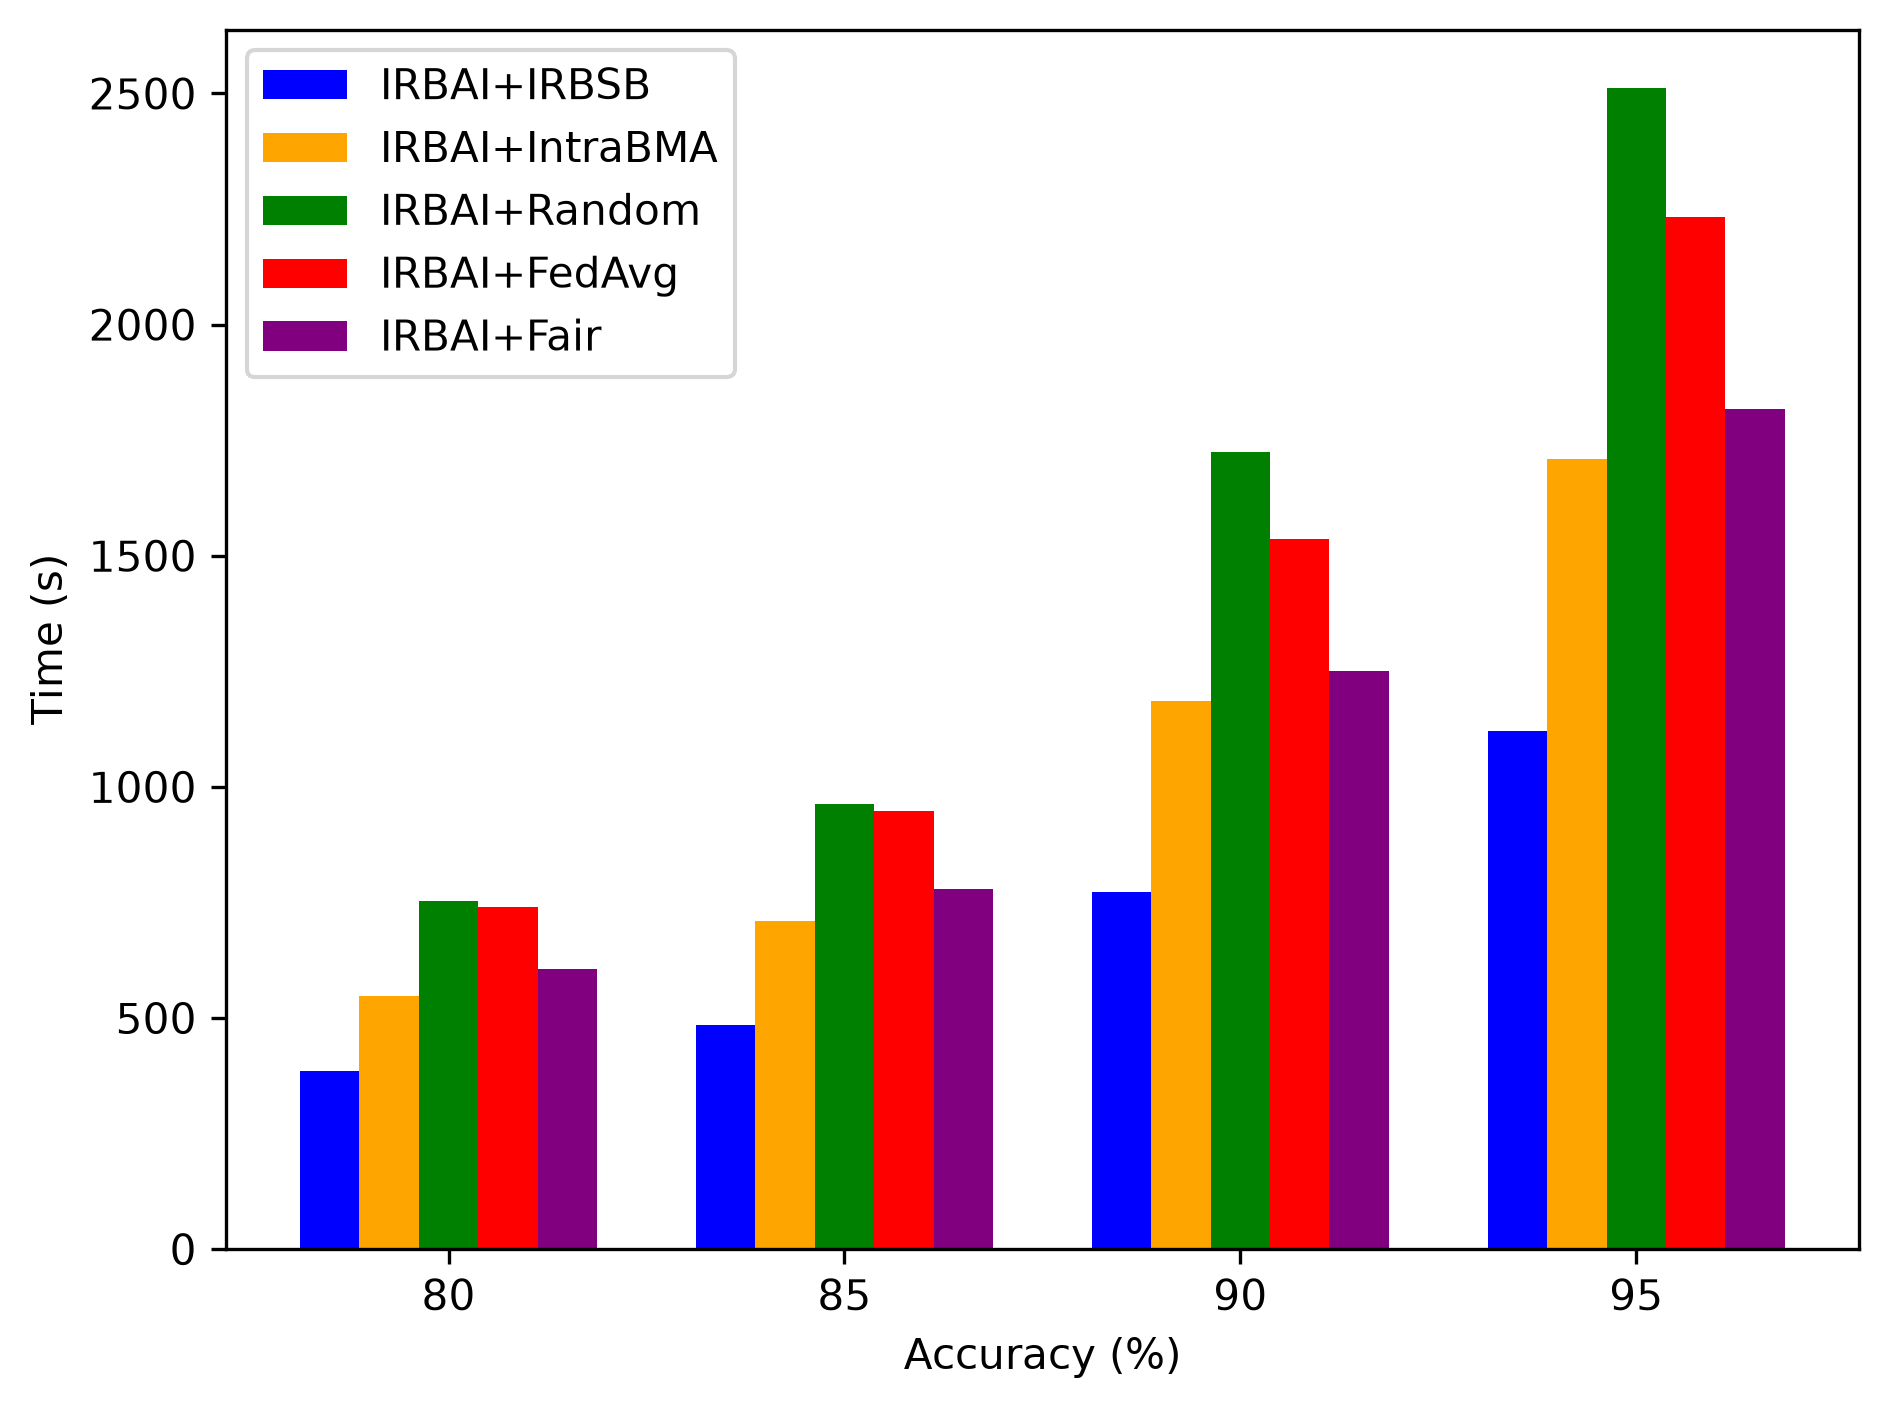 IRBAI+IRBSB
IRBAI+IntraBMA
IRBAI+Random
IRBAI+FedAvg
IRBAI+Fair
2500
2000
1500
1000
500
0
Time (s)
80 85 90 95
Accuracy (%)